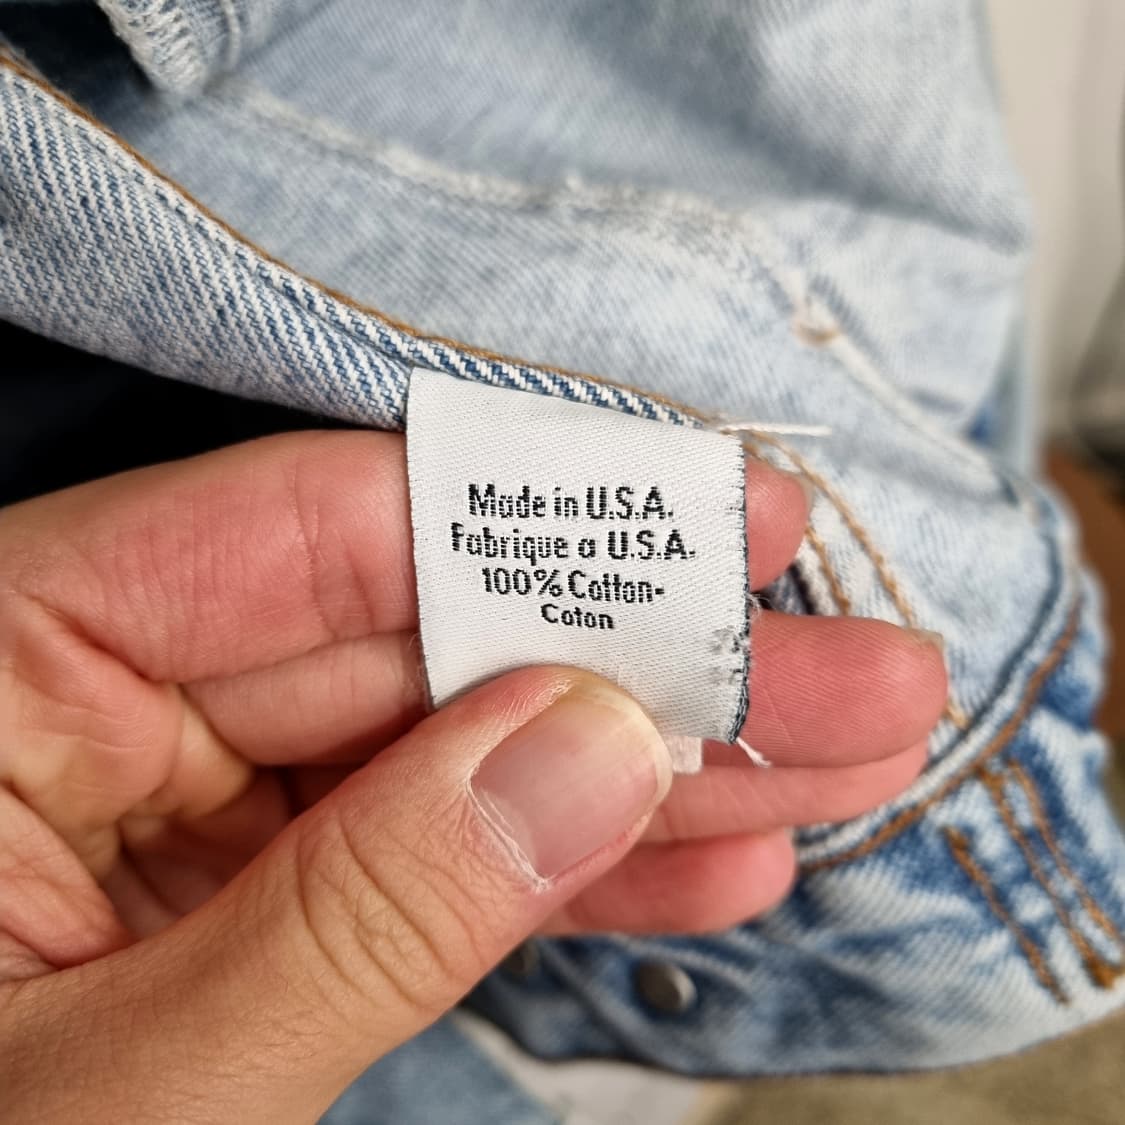 Made in U.S.A.
Fabrique a U.S.A.
100% Cotton-
Coton